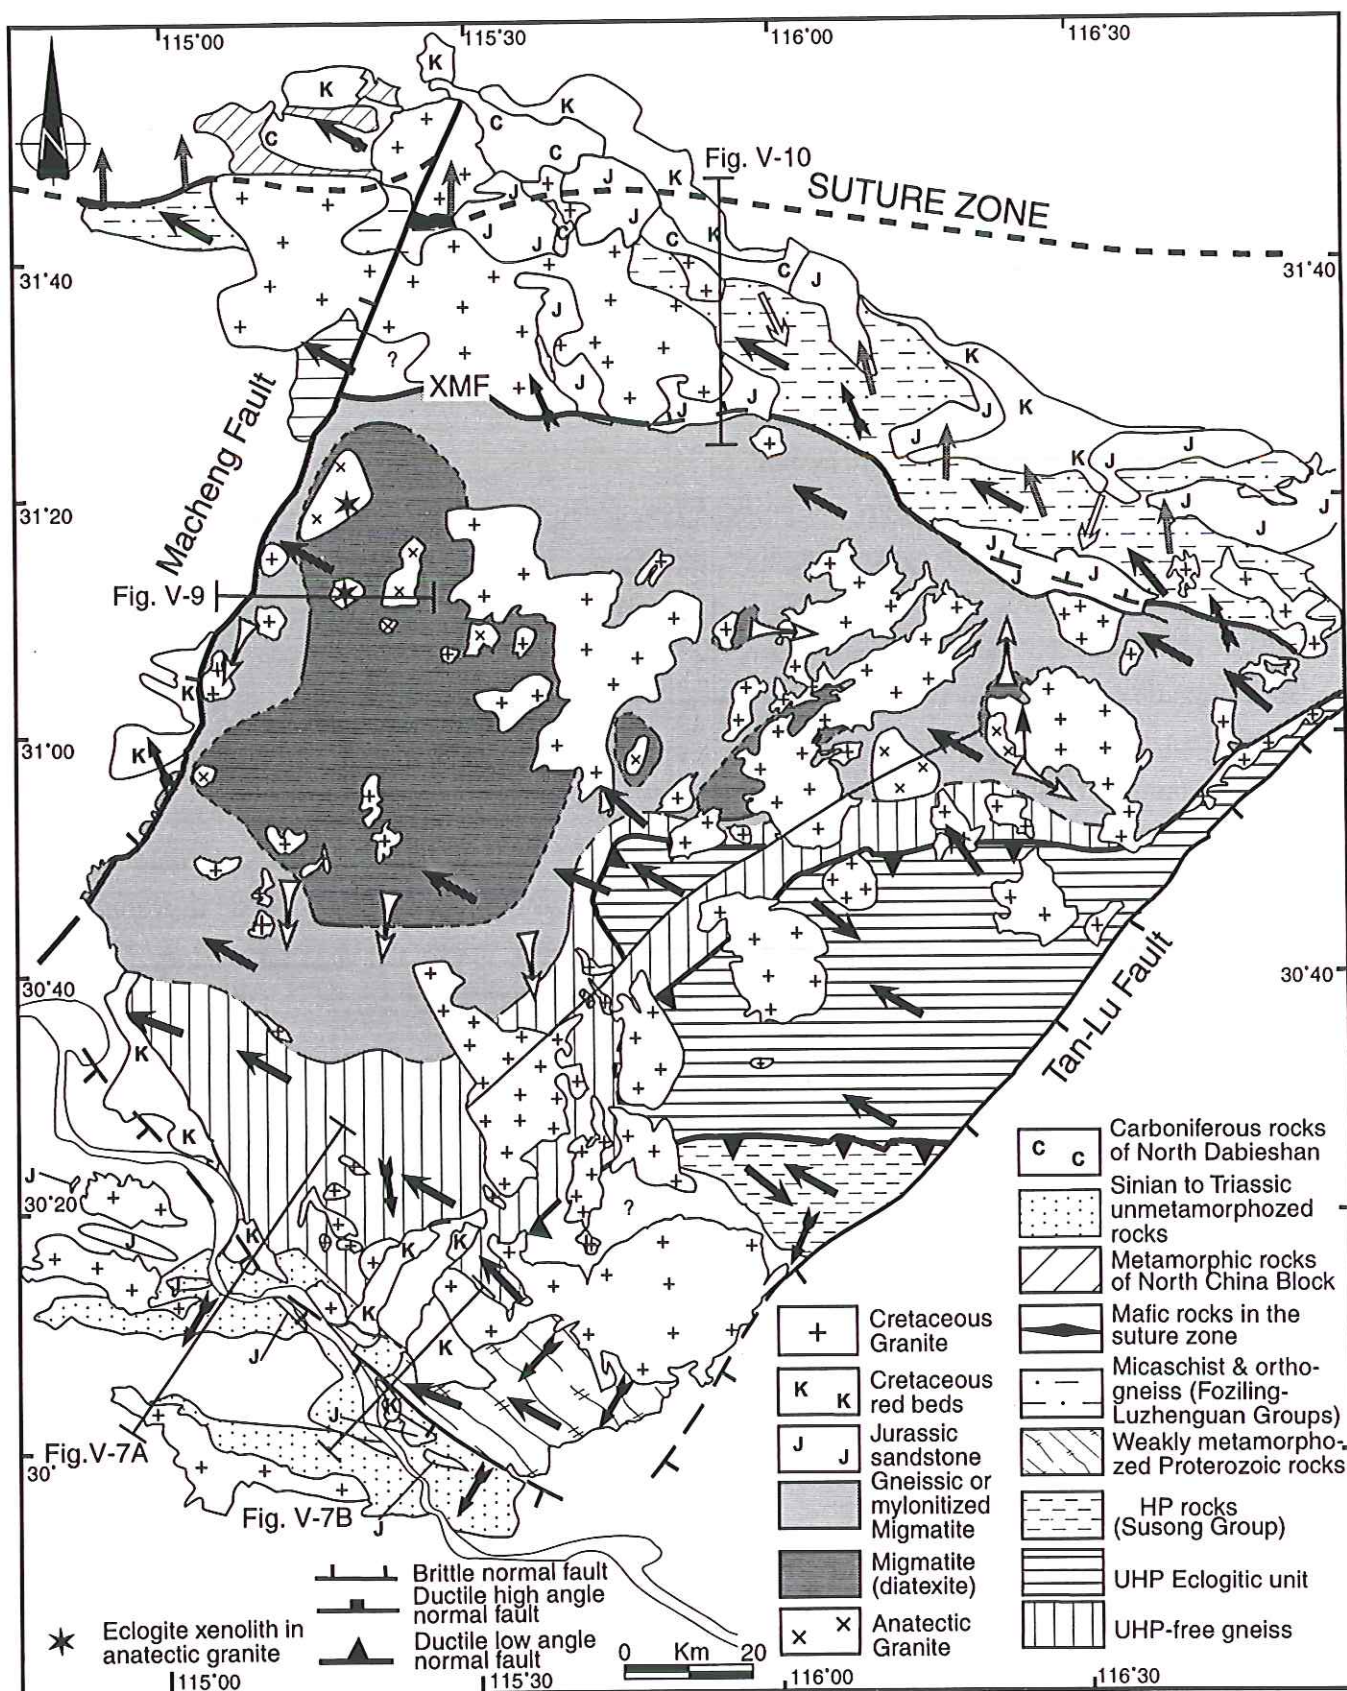 115°00
115°30
116°00
116°30
K
K
K
C
C
Fig. V-10
C
N
SUTURE ZONE
J
J
K
J
J
J
C
J
C
K
C
J
31°40
31°40
J
?
K
XMF
J
J
J
J
K
J
Macheng Fault
K
J
J
31°20
J
J
J
J
J
Fig. V-9
K
31°00
K
30°40
30°40
Tan-Lu Fault
K
K
J
30°20
J
K
K
K
?
K
K
J
J
K
Fig.V-7A
30°
Fig. V-7B
J
Carboniferous rocks
of North Dabieshan
C
C
Sinian to Triassic
unmetamorphozed
rocks
Metamorphic rocks
of North China Block
Mafic rocks in the
suture zone
Micaschist & ortho-
gneiss (Foziling-
Luzhenguan Groups)
Weakly metamorpho-
zed Proterozoic rocks
HP rocks
(Susong Group)
UHP Eclogitic unit
UHP-free gneiss
Cretaceous
Granite
K
K
Cretaceous
red beds
J
J
Jurassic
sandstone
Gneissic or
mylonitized
Migmatite
Migmatite
(diatexite)
Anatectic
Granite
Brittle normal fault
Ductile high angle
normal fault
Ductile low angle
normal fault
Eclogite xenolith in
anatectic granite
0 Km 20
115°00
115°30
116°00
116°30